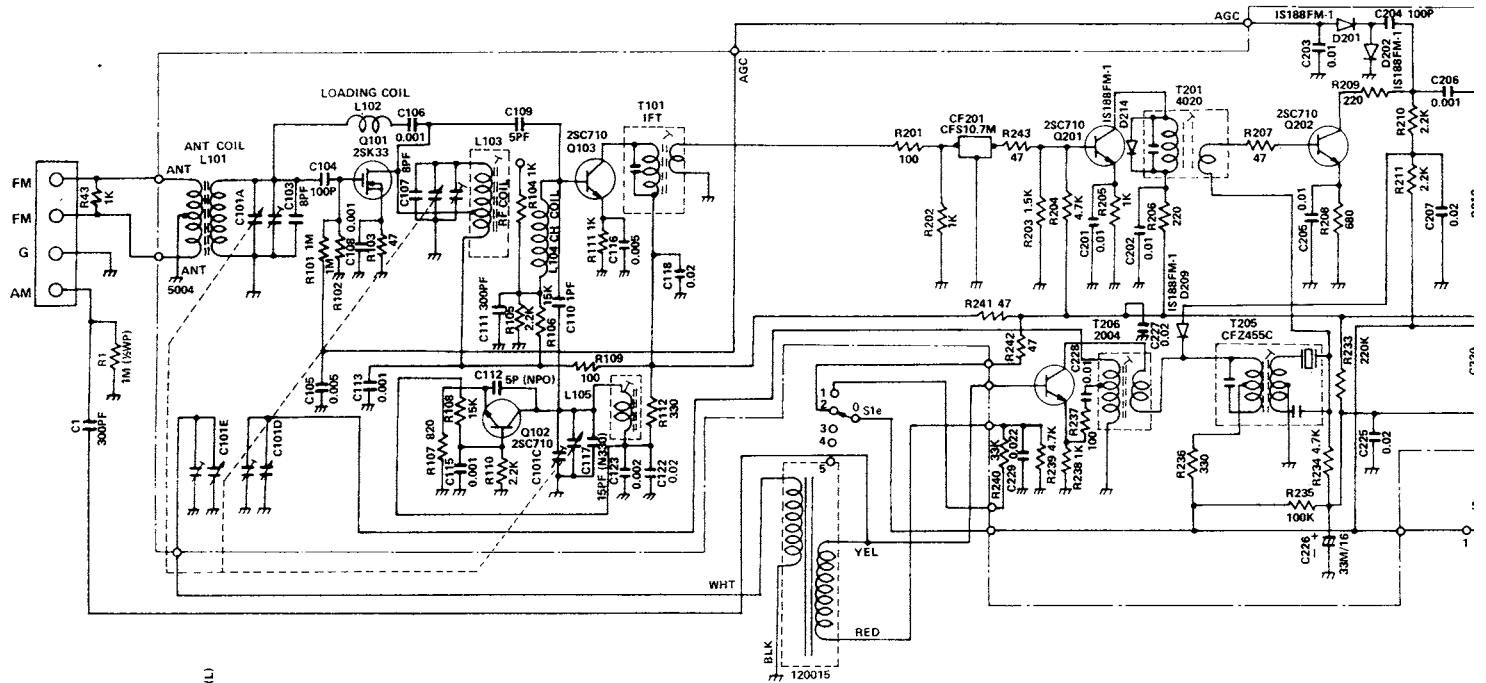 AGC
IS188FM-1
C204 100P
D201
D202
IS188FM-1
C203
0.01
AGC
R209
220
C206
0.001
R210
2.2K
R211
2.2K
C207
0.02
LOADING COIL
L102
C106
0.001
C109
5PF
Q101
2SK33
ANT COIL
L101
ANT
ANT
5004
FM
FM
G
AM
R43
1K
C101A
C103
8PF
C104
100P
R101 1M
1M
R102
C108 0.001
R103
47
C107 8PF
L103
RF COIL
R104 1K
L104 CH COIL
2SC710
Q103
T101
IFT
R111 1K
C116
0.005
C118
0.02
C111 300PF
R105
2.2K
R106
15K
C110 1PF
R201
100
CF201
CFS10.7M
R243
47
R202
1K
R203 1.5K
R204
4.7K
2SC710
Q201
IS188FM-1
D214
T201
4020
R205
1K
C201
0.01
C202
0.01
R206
220
R207
47
2SC710
Q202
C205 0.01
R208
680
IS188FM-1
D209
R241 47
R242
47
T206
2004
C227
0.02
C228
0.01
T205
CFZ455C
R233
220K
R1
1M (½WP)
C1
300PF
C105
0.005
C113
0.001
R109
100
C112
5P (NPO)
L105
R112
330
R108
15K
Q102
2SC710
R107 820
C115
0.001
R110
2.2K
C101C
C117
15PF (N330)
C123
0.002
C122
0.02
C101E
C101D
1
2
3
4
5
0
S1e
R240
33K
C229
0.022
R239 4.7K
R238 1K
R237
100
R236
330
R234 4.7K
R235
100K
C225
0.02
C226
33M/16
+
1
YEL
WHT
RED
BLK
120015
(L)